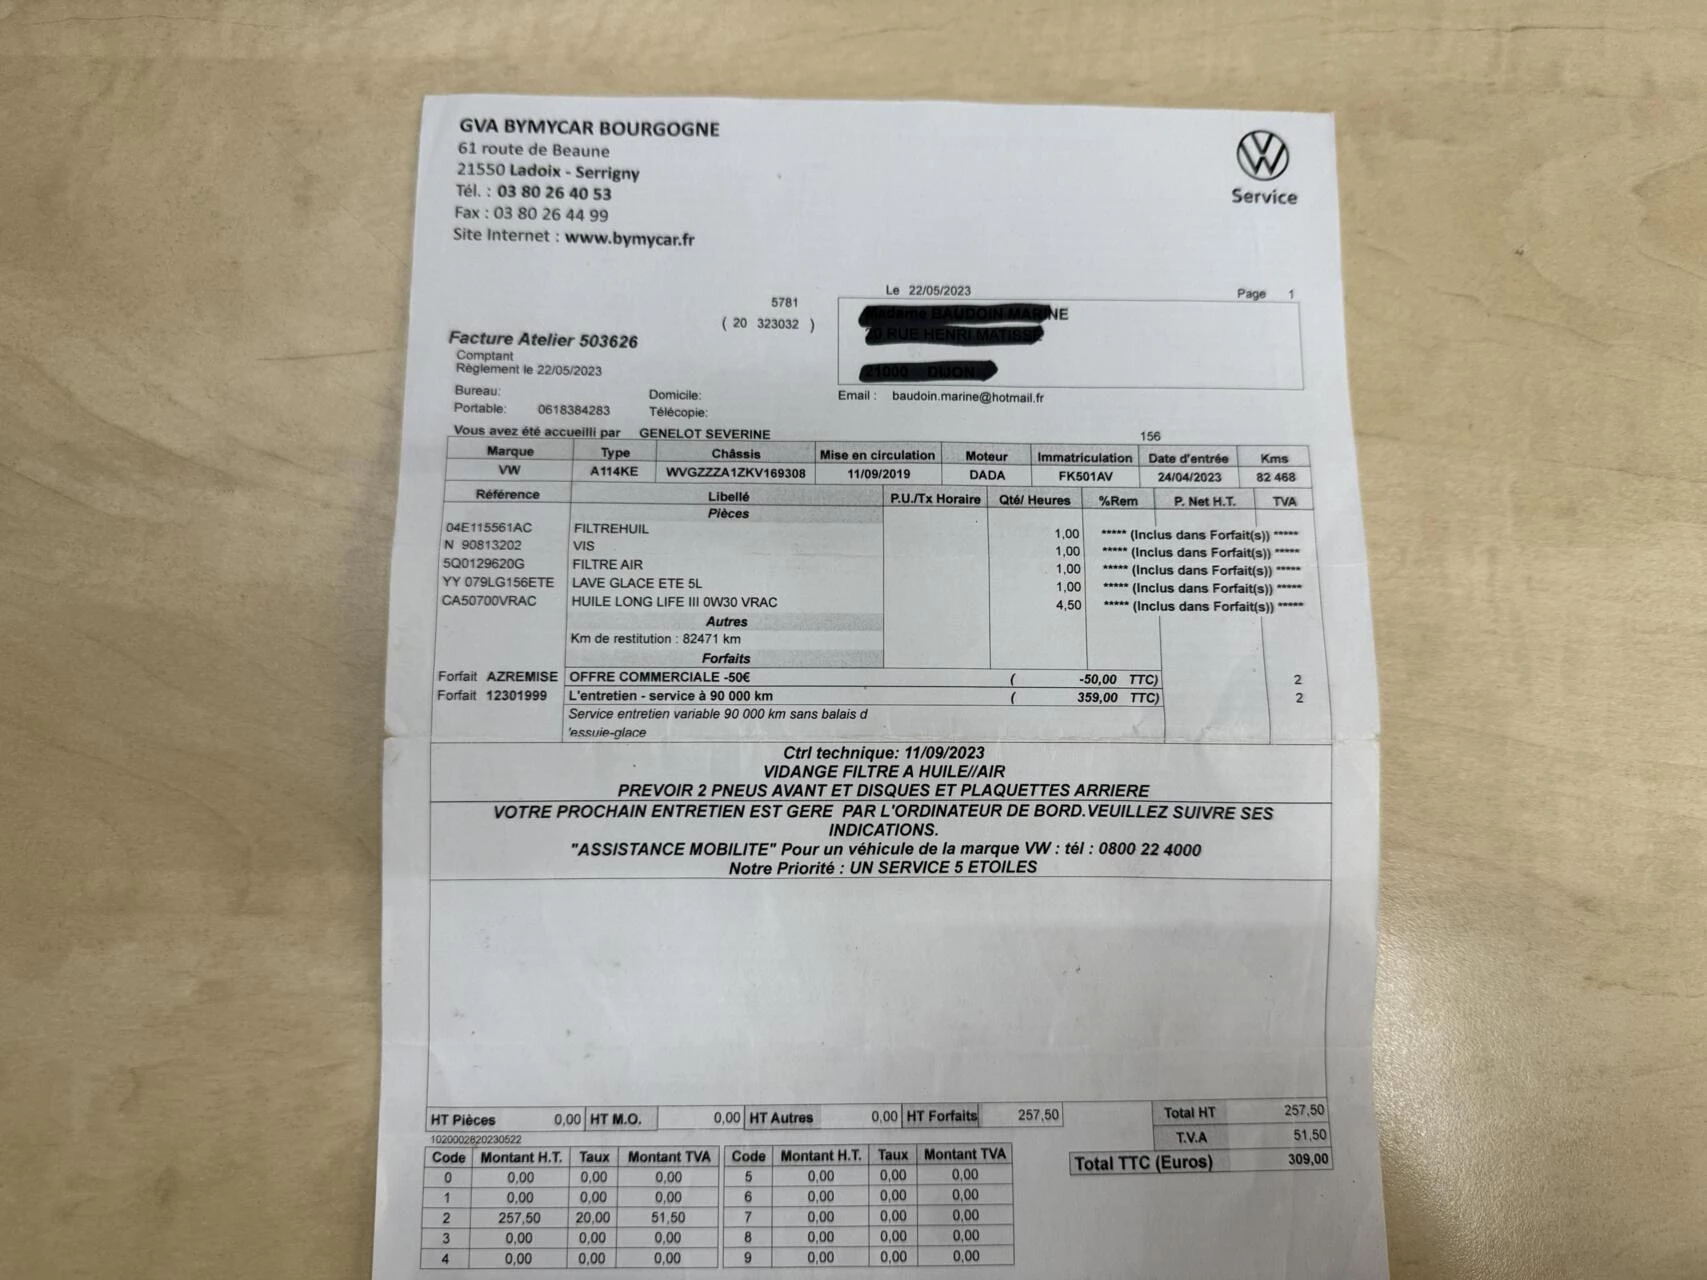 GVA BYMYCAR BOURGOGNE
61 route de Beaune
21550 Ladoix - Serrigny
Tél. : 03 80 26 40 53
Fax : 03 80 26 44 99
Site Internet : www.bymycar.fr
Service
Le 22/05/2023
Page 1
5781
( 20 323032 )
Facture Atelier 503626
Comptant
Règlement le 22/05/2023
Bureau:
Domicile:
Portable: 0618384283
Télécopie:
Email : baudoin.marine@hotmail.fr
Vous avez été accueilli par GENELOT SEVERINE
156
Marque Type Châssis Mise en circulation Moteur Immatriculation Date d'entrée Kms
VW A114KE WVGZZZA1ZKV169308 11/09/2019 DADA FK501AV 24/04/2023 82 468
Référence Libellé P.U./Tx Horaire Qté/ Heures %Rem P. Net H.T. TVA
Pièces
04E115561AC FILTREHUIL 1,00 ***** (Inclus dans Forfait(s)) *****
N 90813202 VIS 1,00 ***** (Inclus dans Forfait(s)) *****
5Q0129620G FILTRE AIR 1,00 ***** (Inclus dans Forfait(s)) *****
YY 079LG156ETE LAVE GLACE ETE 5L 1,00 ***** (Inclus dans Forfait(s)) *****
CA50700VRAC HUILE LONG LIFE III 0W30 VRAC 4,50 ***** (Inclus dans Forfait(s)) *****
Autres
Km de restitution : 82471 km
Forfaits
Forfait AZREMISE OFFRE COMMERCIALE -50€ ( -50,00 TTC) 2
Forfait 12301999 L'entretien - service à 90 000 km ( 359,00 TTC) 2
Service entretien variable 90 000 km sans balais d
'essuie-glace
Ctrl technique: 11/09/2023
VIDANGE FILTRE A HUILE//AIR
PREVOIR 2 PNEUS AVANT ET DISQUES ET PLAQUETTES ARRIERE
VOTRE PROCHAIN ENTRETIEN EST GERE PAR L'ORDINATEUR DE BORD.VEUILLEZ SUIVRE SES
INDICATIONS.
"ASSISTANCE MOBILITE" Pour un véhicule de la marque VW : tél : 0800 22 4000
Notre Priorité : UN SERVICE 5 ETOILES
HT Pièces 0,00 HT M.O. 0,00 HT Autres 0,00 HT Forfaits 257,50
Total HT 257,50
T.V.A 51,50
Total TTC (Euros) 309,00
1020002820230522
Code Montant H.T. Taux Montant TVA Code Montant H.T. Taux Montant TVA
0 0,00 0,00 0,00 5 0,00 0,00 0,00
1 0,00 0,00 0,00 6 0,00 0,00 0,00
2 257,50 20,00 51,50 7 0,00 0,00 0,00
3 0,00 0,00 0,00 8 0,00 0,00 0,00
4 0,00 0,00 0,00 9 0,00 0,00 0,00